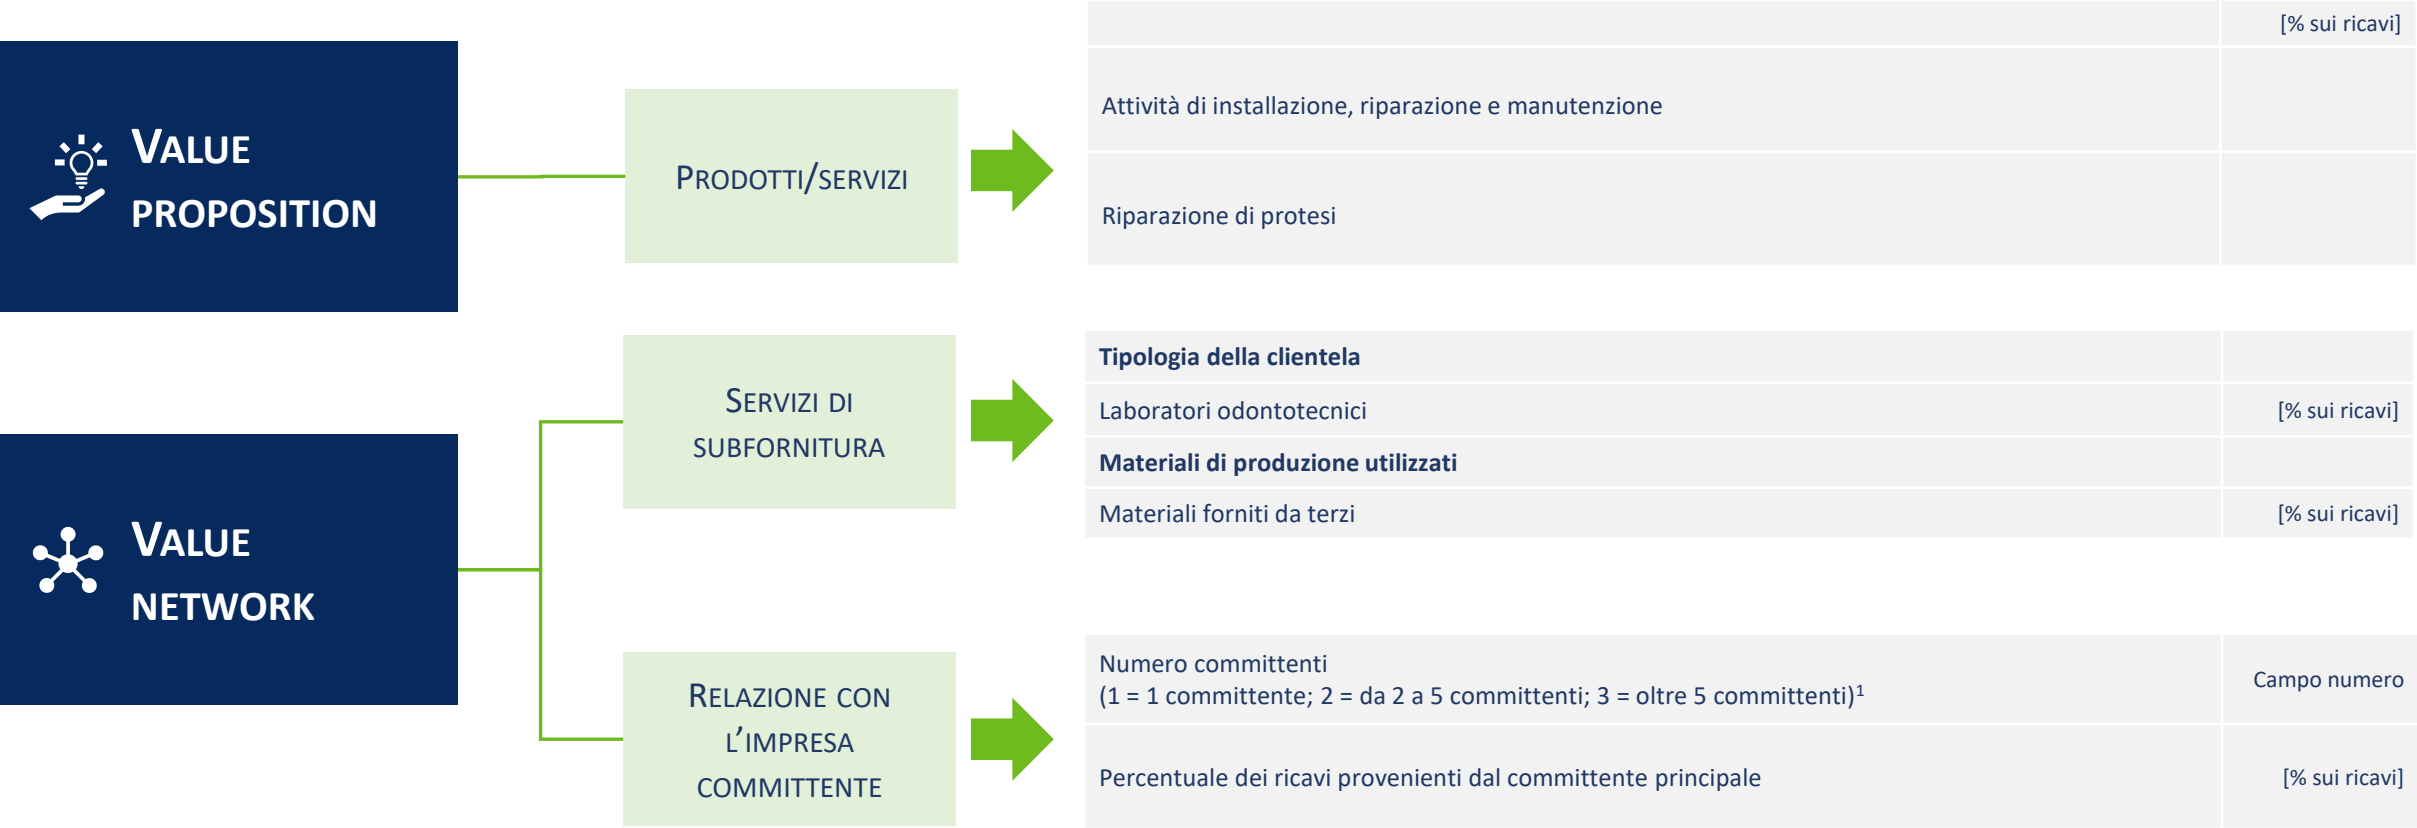 [% sui ricavi]
VALUE
PROPOSITION
PRODOTTI/SERVIZI
Attività di installazione, riparazione e manutenzione
Riparazione di protesi
VALUE
NETWORK
SERVIZI DI
SUBFORNITURA
Tipologia della clientela
Laboratori odontotecnici [% sui ricavi]
Materiali di produzione utilizzati
Materiali forniti da terzi [% sui ricavi]
RELAZIONE CON
L'IMPRESA
COMMITTENTE
Numero committenti
(1 = 1 committente; 2 = da 2 a 5 committenti; 3 = oltre 5 committenti)¹
Campo numero
Percentuale dei ricavi provenienti dal committente principale [% sui ricavi]